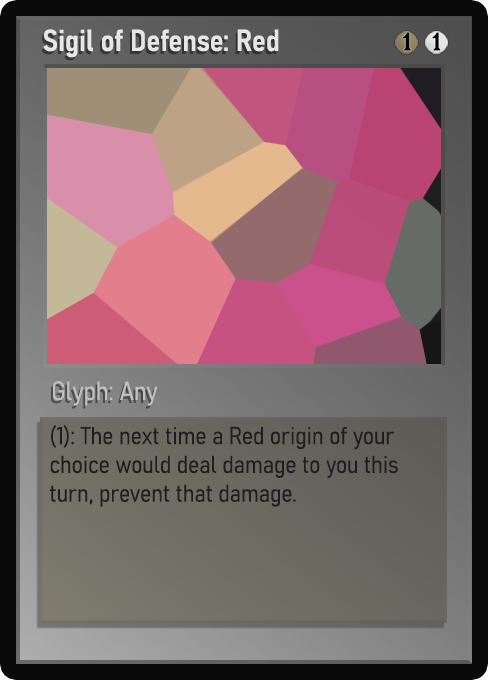 Sigil of Defense: Red
1 1
Glyph: Any
(1): The next time a Red origin of your
choice would deal damage to you this
turn, prevent that damage.